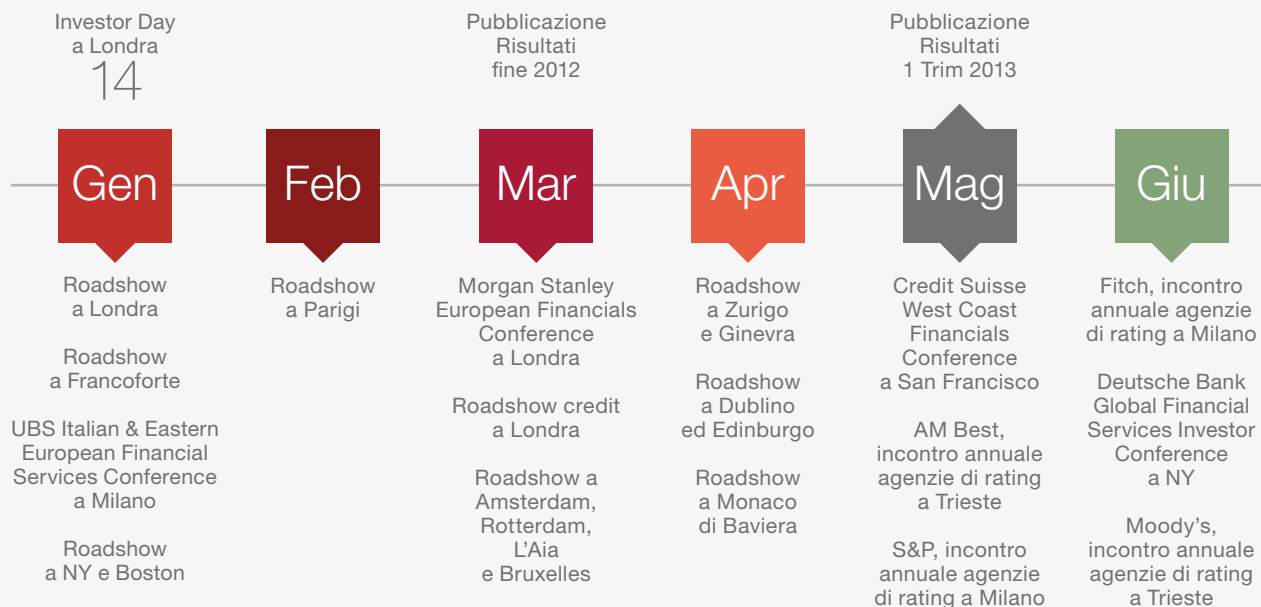 Investor Day
a Londra
14
Pubblicazione
Risultati
fine 2012
Pubblicazione
Risultati
1 Trim 2013
Gen
Feb
Mar
Apr
Mag
Giu
Roadshow
a Londra
Roadshow
a Francoforte
UBS Italian & Eastern
European Financial
Services Conference
a Milano
Roadshow
a NY e Boston
Roadshow
a Parigi
Morgan Stanley
European Financials
Conference
a Londra
Roadshow credit
a Londra
Roadshow a
Amsterdam,
Rotterdam,
L'Aia
e Bruxelles
Roadshow
a Zurigo
e Ginevra
Roadshow
a Dublino
ed Edinburgo
Roadshow
a Monaco
di Baviera
Credit Suisse
West Coast
Financials
Conference
a San Francisco
AM Best,
incontro annuale
agenzie di rating
a Trieste
S&P, incontro
annuale agenzie
di rating a Milano
Fitch, incontro
annuale agenzie
di rating a Milano
Deutsche Bank
Global Financial
Services Investor
Conference
a NY
Moody's,
incontro annuale
agenzie di rating
a Trieste